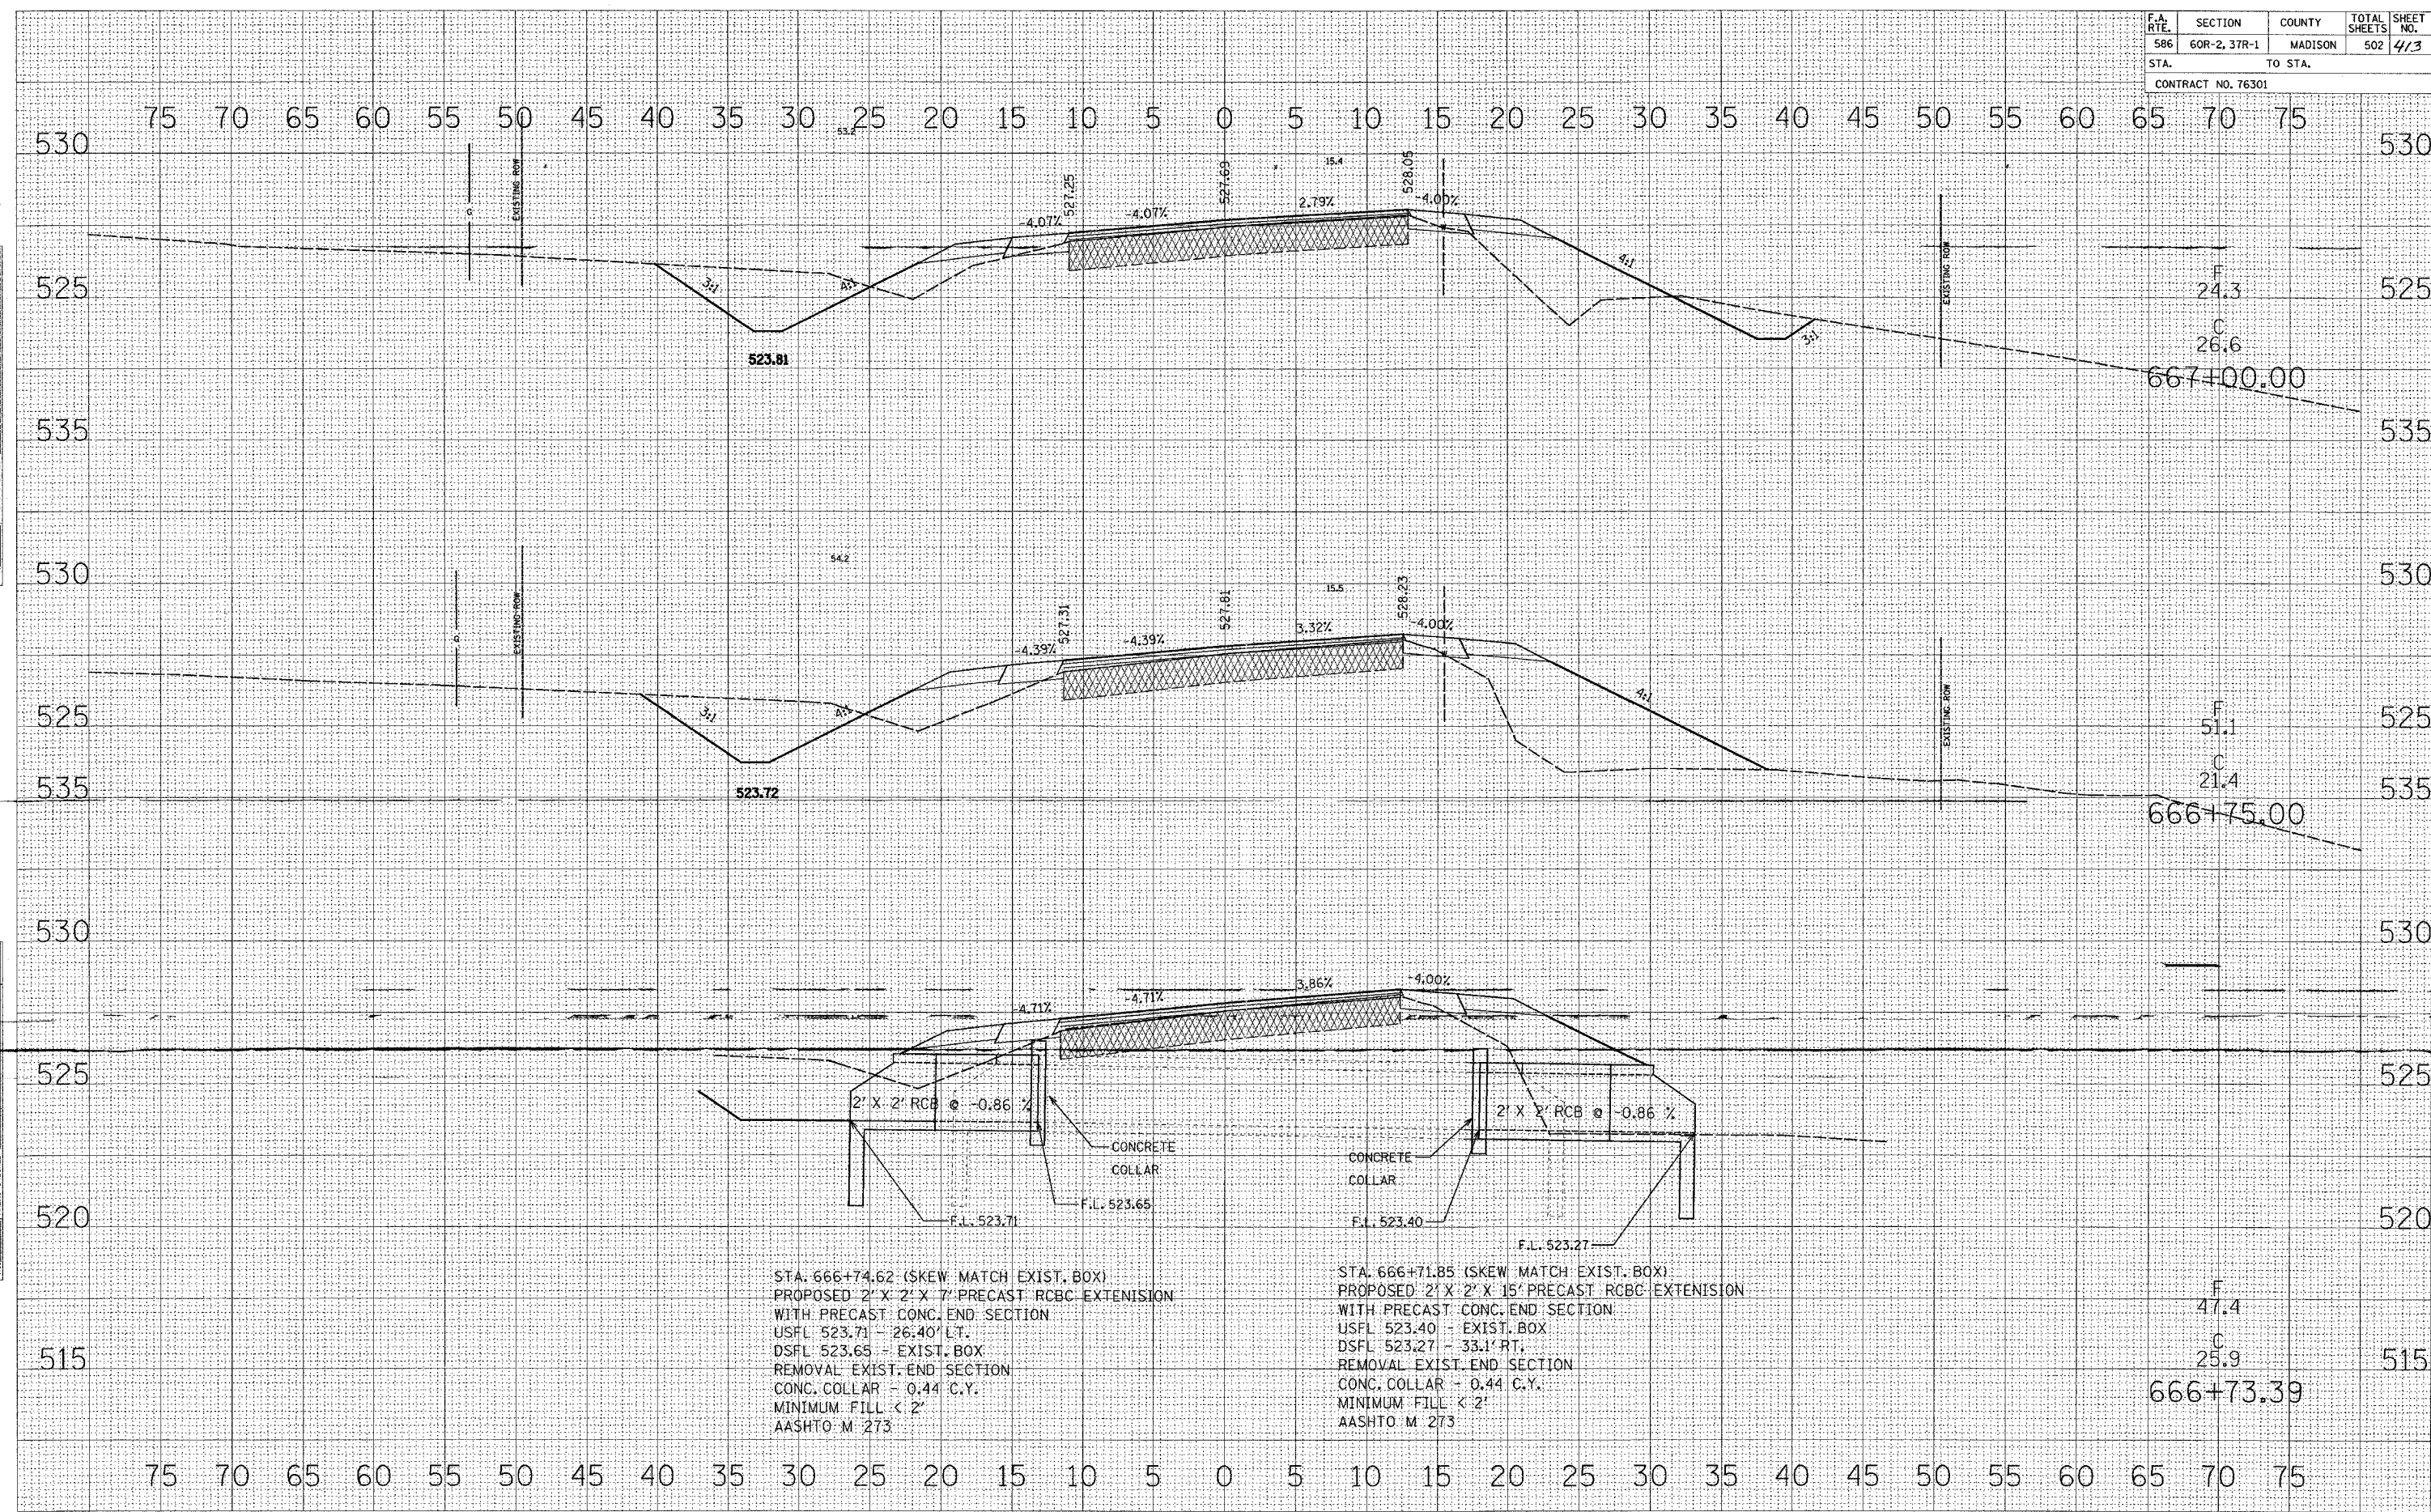 F.A. RTE. SECTION COUNTY TOTAL SHEETS SHEET NO.
586 60R-2, 37R-1 MADISON 502 413
STA. TO STA.
CONTRACT NO. 76301
75 70 65 60 55 50 45 40 35 30 25 20 15 10 5 0 5 10 15 20 25 30 35 40 45 50 55 60 65 70 75
530 530
53.2
15.4
G
EXISTING ROW
527.25
527.69
528.05
-4.07% -4.07% 2.79% -4.00%
EXISTING ROW
3:1 4:1 4:1 3:1
525 525
F
24.3
C
26.6
523.81
667+00.00
535 535
530 530
54.2
15.5
G
EXISTING ROW
527.31
527.81
528.23
-4.39% -4.39% 3.32% -4.00%
EXISTING ROW
3:1 4:1 4:1
525 525
F
51.1
C
21.4
535 535
523.72
666+75.00
530 530
-4.71% -4.71% 3.86% -4.00%
525 525
2' X 2' RCB @ -0.86 %
2' X 2' RCB @ -0.86 %
CONCRETE
COLLAR
CONCRETE
COLLAR
F.L. 523.65
F.L. 523.71
F.L. 523.40
F.L. 523.27
520 520
STA. 666+74.62 (SKEW MATCH EXIST. BOX)
PROPOSED 2' X 2' X 7' PRECAST RCBC EXTENISION
WITH PRECAST CONC. END SECTION
USFL 523.71 - 26.40' LT.
DSFL 523.65 - EXIST. BOX
REMOVAL EXIST. END SECTION
CONC. COLLAR - 0.44 C.Y.
MINIMUM FILL < 2'
AASHTO M 273
STA. 666+71.85 (SKEW MATCH EXIST. BOX)
PROPOSED 2' X 2' X 15' PRECAST RCBC EXTENISION
WITH PRECAST CONC. END SECTION
USFL 523.40 - EXIST. BOX
DSFL 523.27 - 33.1' RT.
REMOVAL EXIST. END SECTION
CONC. COLLAR - 0.44 C.Y.
MINIMUM FILL < 2'
AASHTO M 273
F
47.4
C
25.9
515 515
666+73.39
75 70 65 60 55 50 45 40 35 30 25 20 15 10 5 0 5 10 15 20 25 30 35 40 45 50 55 60 65 70 75